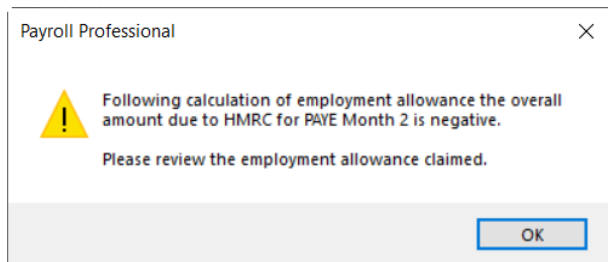 Payroll Professional
Following calculation of employment allowance the overall
amount due to HMRC for PAYE Month 2 is negative.
Please review the employment allowance claimed.
OK